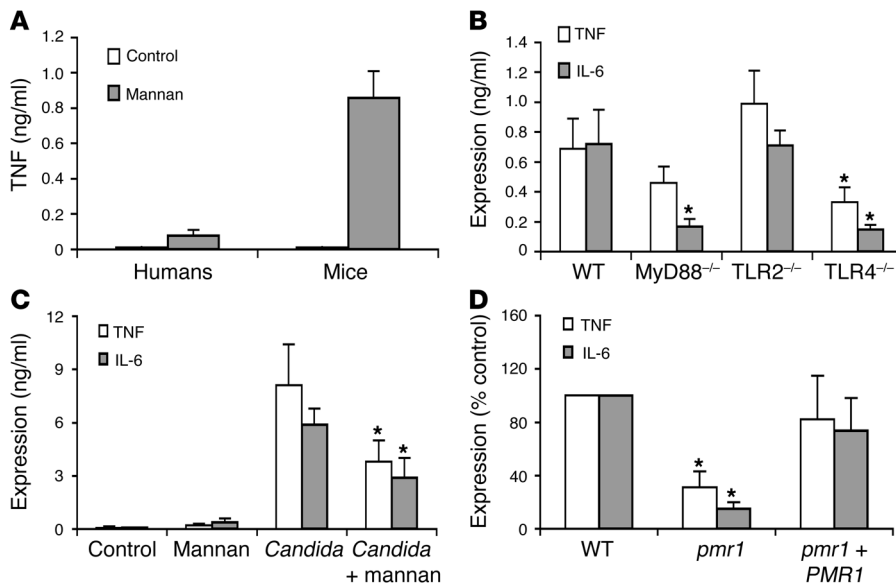 A
TNF (ng/ml)
1.2
1.0
0.8
0.6
0.4
0.2
0
Control
Mannan
Humans Mice
B
Expression (ng/ml)
1.4
1.2
1.0
0.8
0.6
0.4
0.2
0
TNF
IL-6
*
*
*
WT MyD88–/– TLR2–/– TLR4–/–
C
Expression (ng/ml)
12
9
6
3
0
TNF
IL-6
* *
Control Mannan Candida Candida
+ mannan
D
Expression (% control)
160
120
80
40
0
TNF
IL-6
*
*
WT pmr1 pmr1 +
PMR1